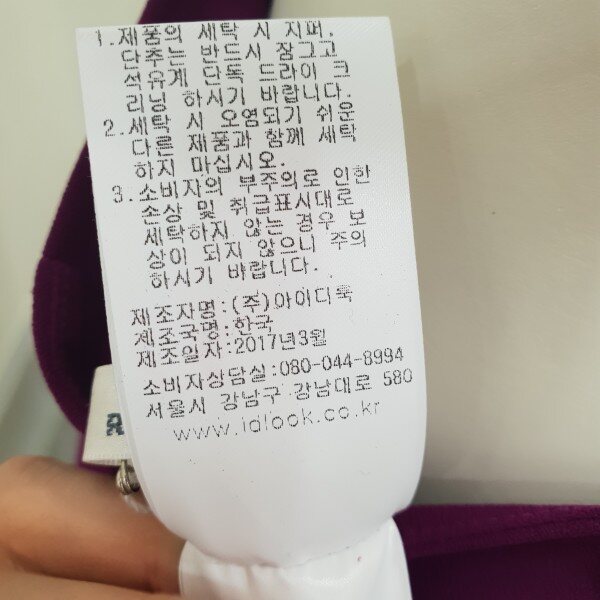 1.제품의 세탁 시 지퍼,
단추는 반드시 잠그고
석유계 단독 드라이 크
리닝 하시기 바랍니다.
2.세탁 시 오염되기 쉬운
다른 제품과 함께 세탁
하지 마십시오.
3.소비자의 부주의로 인한
손상 및 취급표시대로
세탁하지 않는 경우 보
상이 되지 않으니 주의
하시기 바랍니다.
제조자명:(주)아이디룩
제조국명:한국
제조일자:2017년3월
소비자상담실:080-044-8994
서울시 강남구 강남대로 580
www.idlook.co.kr